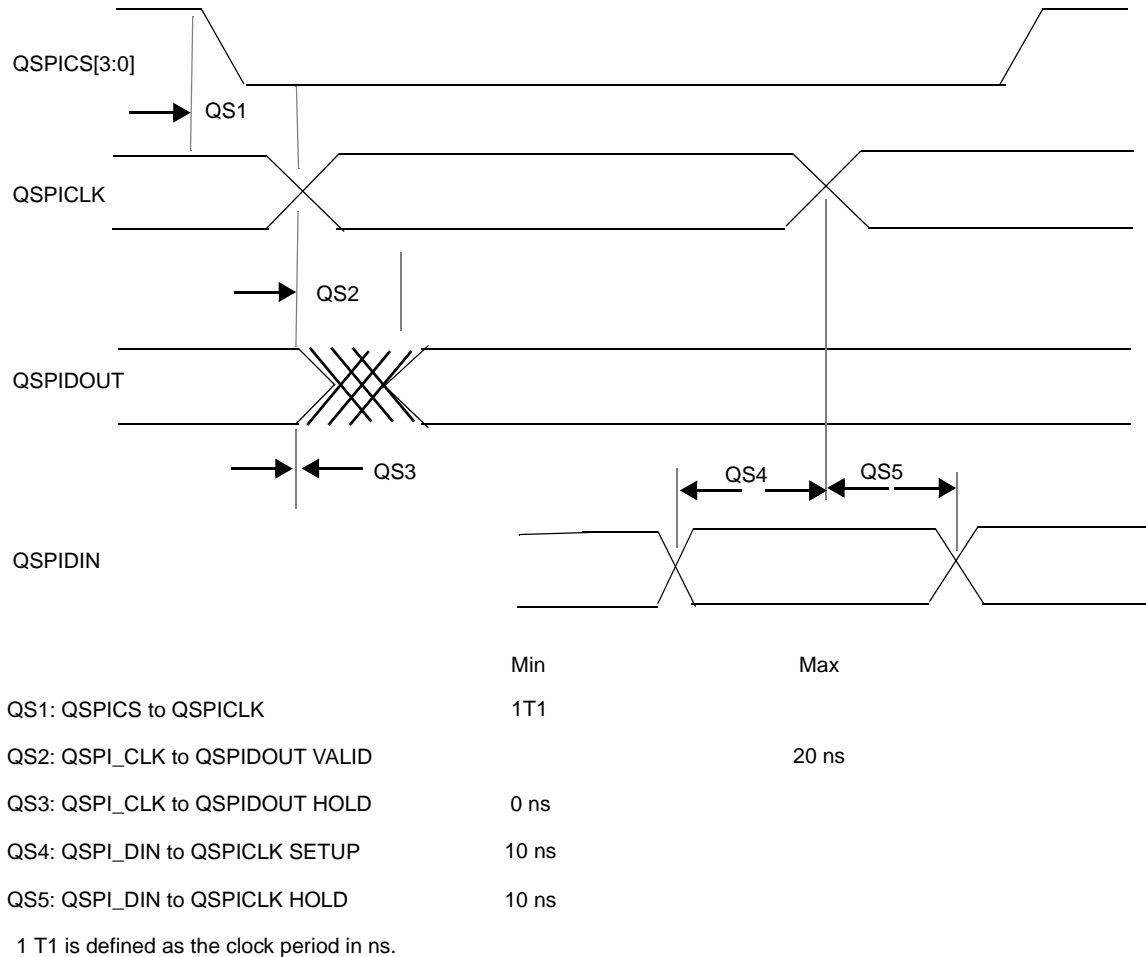 QSPICS[3:0]
QS1
QSPICLK
QS2
QSPIDOUT
QS3
QS4
QS5
QSPIDIN
Min Max
QS1: QSPICS to QSPICLK 1T1
QS2: QSPI_CLK to QSPIDOUT VALID 20 ns
QS3: QSPI_CLK to QSPIDOUT HOLD 0 ns
QS4: QSPI_DIN to QSPICLK SETUP 10 ns
QS5: QSPI_DIN to QSPICLK HOLD 10 ns
1 T1 is defined as the clock period in ns.